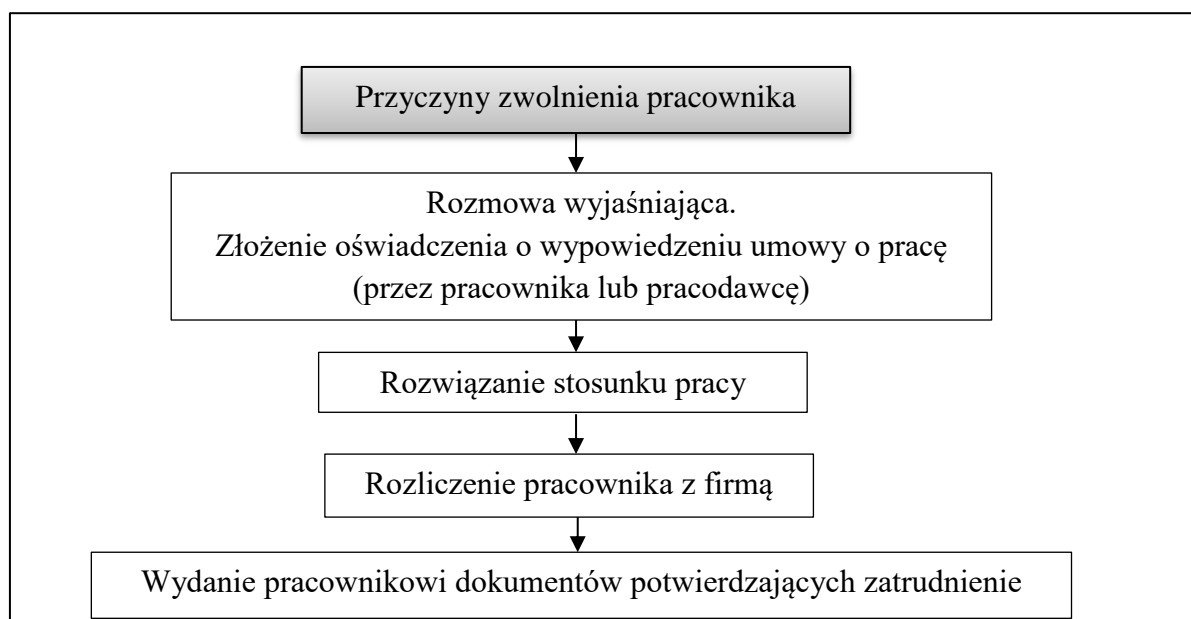 Przyczyny zwolnienia pracownika
Rozmowa wyjaśniająca.
Złożenie oświadczenia o wypowiedzeniu umowy o pracę
(przez pracownika lub pracodawcę)
Rozwiązanie stosunku pracy
Rozliczenie pracownika z firmą
Wydanie pracownikowi dokumentów potwierdzających zatrudnienie